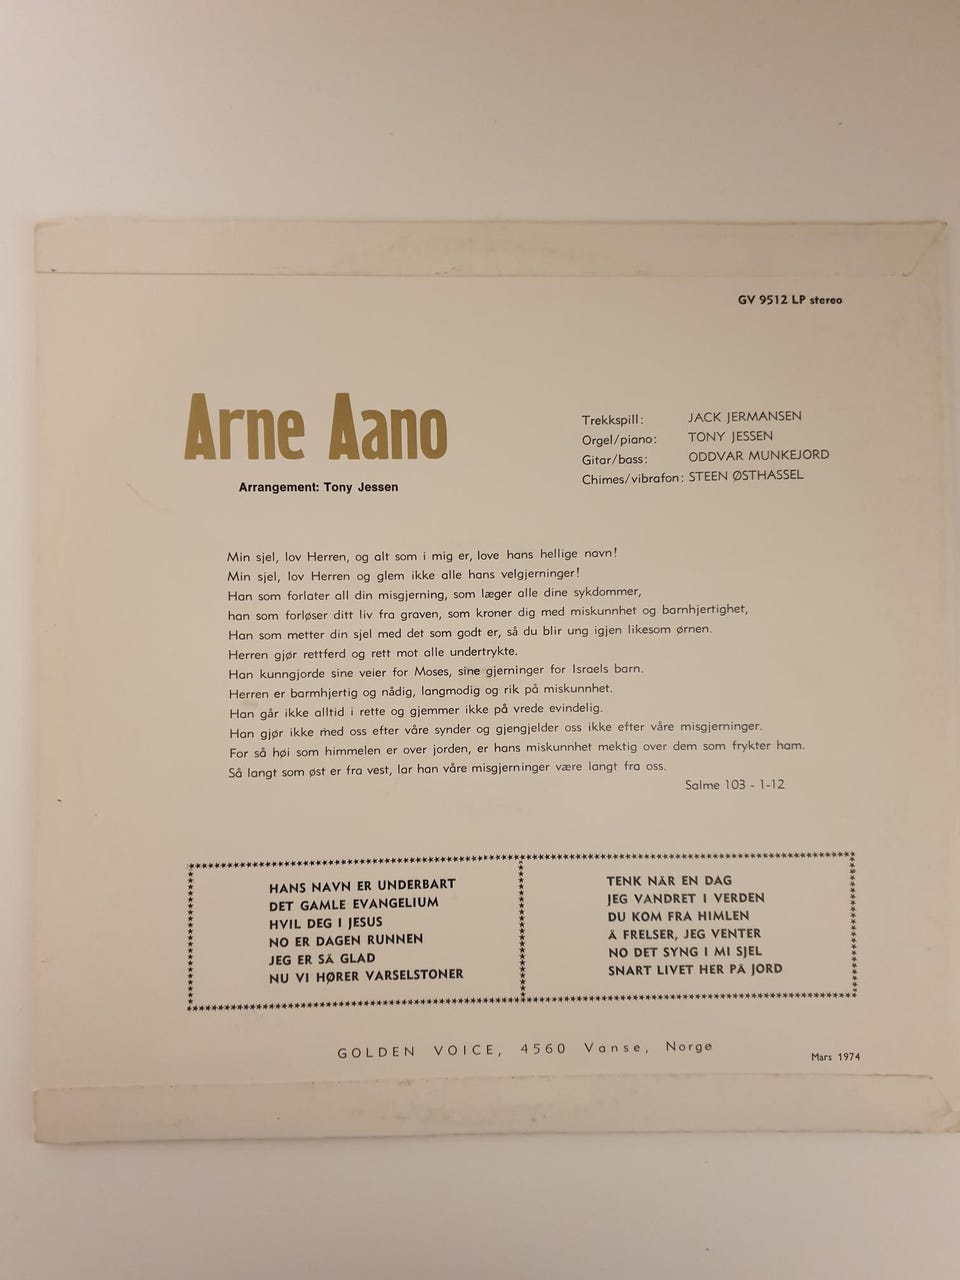 GV 9512 LP stereo
Arne Aano
Arrangement: Tony Jessen
Trekkspill: JACK JERMANSEN
Orgel/piano: TONY JESSEN
Gitar/bass: ODDVAR MUNKEJORD
Chimes/vibrafon: STEEN ØSTHASSEL
Min sjel, lov Herren, og alt som i mig er, love hans hellige navn!
Min sjel, lov Herren og glem ikke alle hans velgjerninger!
Han som forlater all din misgjerning, som læger alle dine sykdommer,
han som forløser ditt liv fra graven, som kroner dig med miskunnhet og barnhjertighet,
Han som metter din sjel med det som godt er, så du blir ung igjen likesom ørnen.
Herren gjør rettferd og rett mot alle undertrykte.
Han kunngjorde sine veier for Moses, sine gjerninger for Israels barn.
Herren er barmhjertig og nådig, langmodig og rik på miskunnhet.
Han går ikke alltid i rette og gjemmer ikke på vrede evindelig.
Han gjør ikke med oss efter våre synder og gjengjelder oss ikke efter våre misgjerninger.
For så høi som himmelen er over jorden, er hans miskunnhet mektig over dem som frykter ham.
Så langt som øst er fra vest, lar han våre misgjerninger være langt fra oss.
Salme 103 - 1-12
HANS NAVN ER UNDERBART
DET GAMLE EVANGELIUM
HVIL DEG I JESUS
NO ER DAGEN RUNNEN
JEG ER SÅ GLAD
NU VI HØRER VARSELSTONER
TENK NÅR EN DAG
JEG VANDRET I VERDEN
DU KOM FRA HIMLEN
Å FRELSER, JEG VENTER
NO DET SYNG I MI SJEL
SNART LIVET HER PÅ JORD
GOLDEN VOICE, 4560 Vanse, Norge
Mars 1974